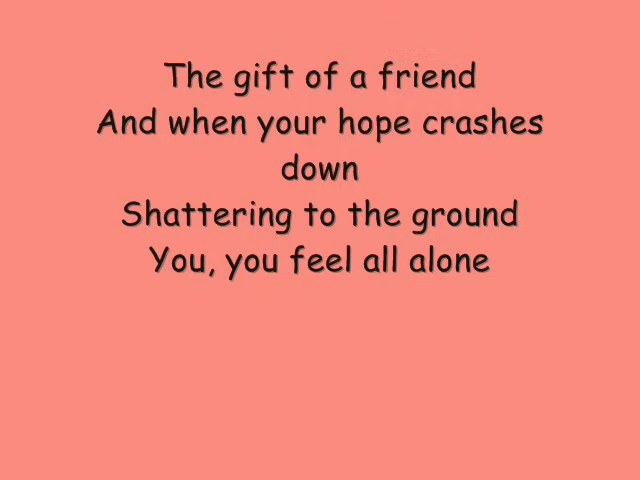 The gift of a friend
And when your hope crashes
down
Shattering to the ground
You, you feel all alone